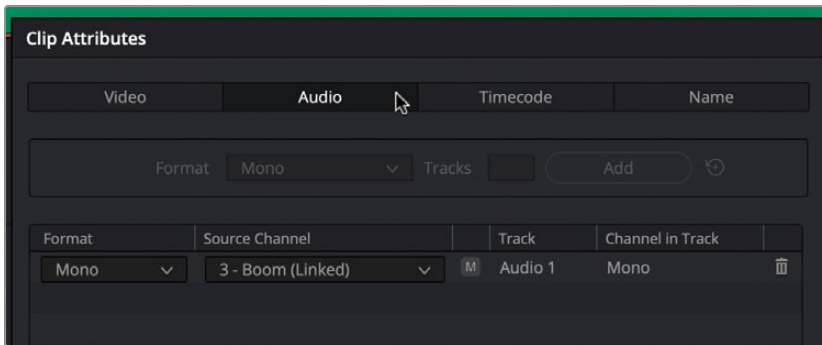 Clip Attributes
Video Audio Timecode Name
Format Mono Tracks Add
Format Source Channel Track Channel in Track
Mono 3 - Boom (Linked) M Audio 1 Mono